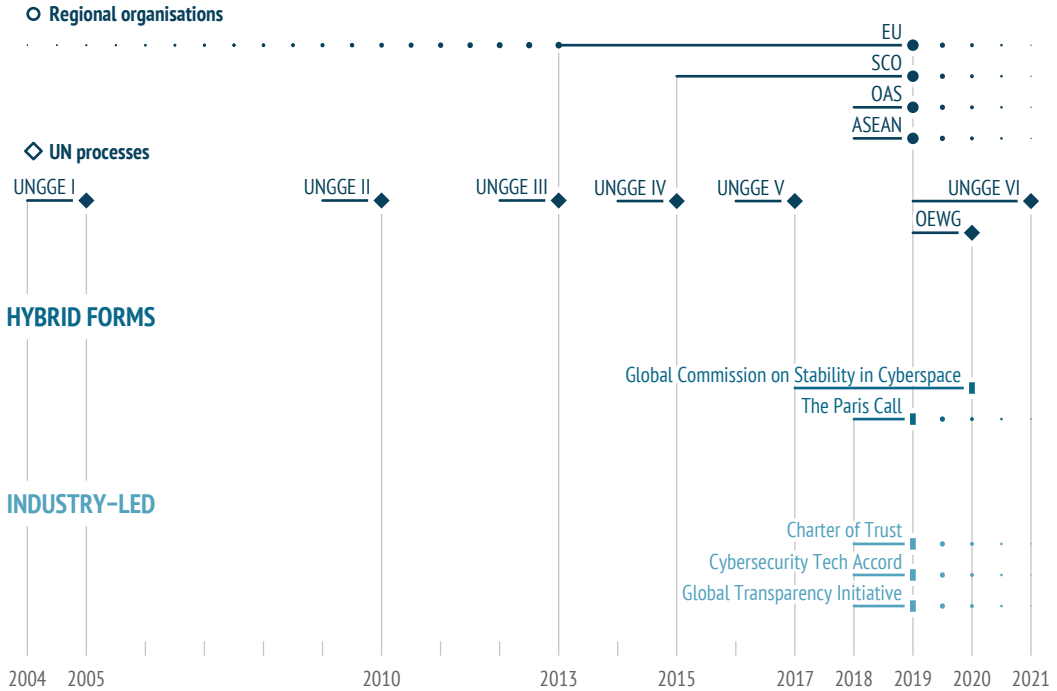 Regional organisations
EU
SCO
OAS
ASEAN
UN processes
UNGGE I
UNGGE II
UNGGE III
UNGGE IV
UNGGE V
UNGGE VI
OEWG
HYBRID FORMS
Global Commission on Stability in Cyberspace
The Paris Call
INDUSTRY–LED
Charter of Trust
Cybersecurity Tech Accord
Global Transparency Initiative
2004 2005 2010 2013 2015 2017 2018 2019 2020 2021